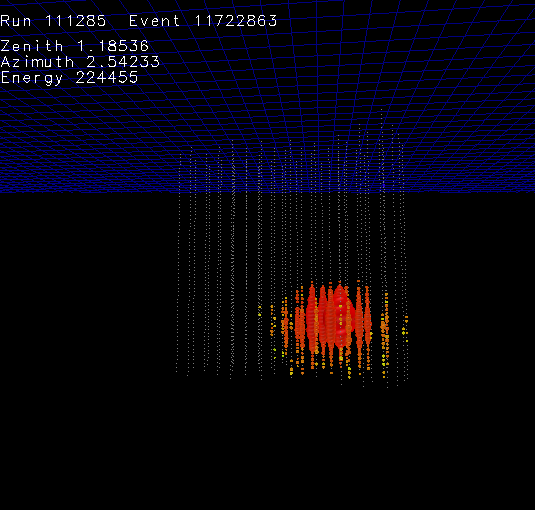 Run 111285 Event 11722863
Zenith 1.18536
Azimuth 2.54233
Energy 224455